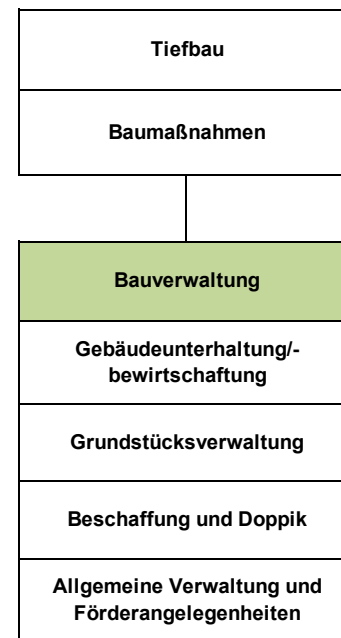 Tiefbau
Baumaßnahmen
Bauverwaltung
Gebäudeunterhaltung/-
bewirtschaftung
Grundstücksverwaltung
Beschaffung und Doppik
Allgemeine Verwaltung und
Förderangelegenheiten